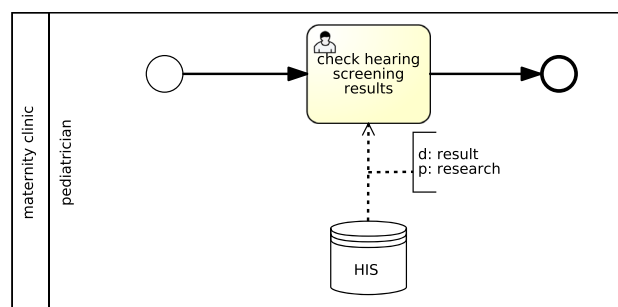 maternity clinic
pediatrician
check hearing
screening
results
d: result
p: research
HIS